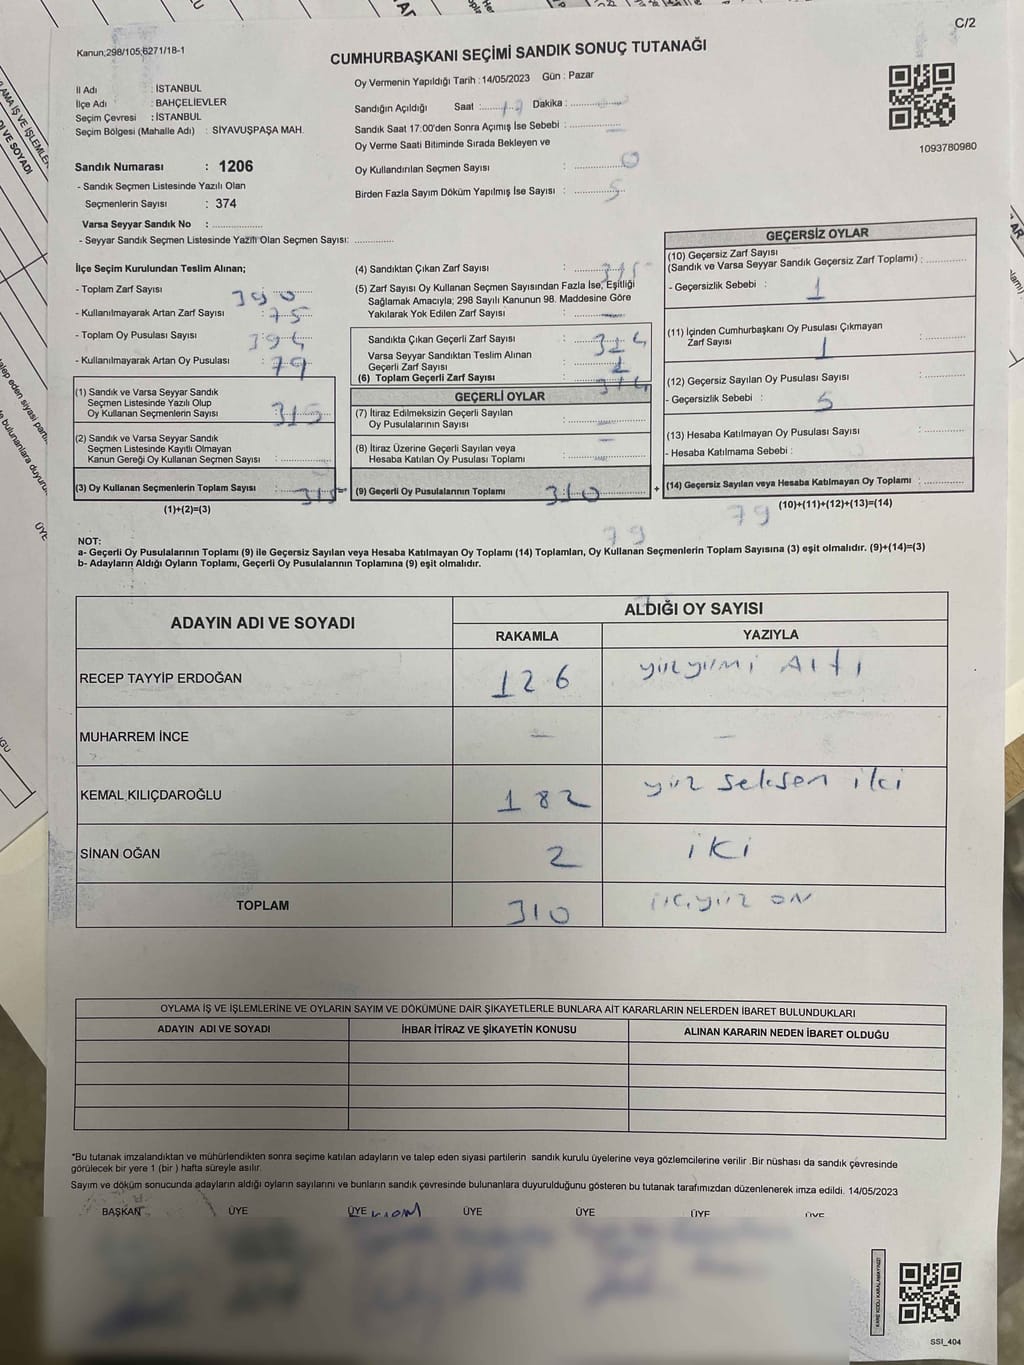 C/2
Kanun;298/105;6271/18-1
CUMHURBAŞKANI SEÇİMİ SANDIK SONUÇ TUTANAĞI
İl Adı : İSTANBUL
İlçe Adı : BAHÇELİEVLER
Seçim Çevresi : İSTANBUL
Seçim Bölgesi (Mahalle Adı) : SİYAVUŞPAŞA MAH.
Sandık Numarası : 1206
- Sandık Seçmen Listesinde Yazılı Olan
Seçmenlerin Sayısı : 374
Varsa Seyyar Sandık No :
- Seyyar Sandık Seçmen Listesinde Yazılı Olan Seçmen Sayısı:
Oy Vermenin Yapıldığı Tarih : 14/05/2023 Gün : Pazar
Sandığın Açıldığı Saat : 17 Dakika :
Sandık Saat 17:00'den Sonra Açımış İse Sebebi :
Oy Verme Saati Bitiminde Sırada Bekleyen ve
Oy Kullandırılan Seçmen Sayısı : 0
Birden Fazla Sayım Döküm Yapılmış İse Sayısı : 5
1093780980
İlçe Seçim Kurulundan Teslim Alınan;
- Toplam Zarf Sayısı : 390
- Kullanılmayarak Artan Zarf Sayısı : 75
- Toplam Oy Pusulası Sayısı : 394
- Kullanılmayarak Artan Oy Pusulası : 79
(1) Sandık ve Varsa Seyyar Sandık
Seçmen Listesinde Yazılı Olup
Oy Kullanan Seçmenlerin Sayısı : 315
(2) Sandık ve Varsa Seyyar Sandık
Seçmen Listesinde Kayıtlı Olmayan
Kanun Gereği Oy Kullanan Seçmen Sayısı :
(3) Oy Kullanan Seçmenlerin Toplam Sayısı : 315
(1)+(2)=(3)
(4) Sandıktan Çıkan Zarf Sayısı : 315
(5) Zarf Sayısı Oy Kullanan Seçmen Sayısından Fazla İse, Eşitliği
Sağlamak Amacıyla; 298 Sayılı Kanunun 98. Maddesine Göre
Yakılarak Yok Edilen Zarf Sayısı : —
Sandıkta Çıkan Geçerli Zarf Sayısı : 314
Varsa Seyyar Sandıktan Teslim Alınan
Geçerli Zarf Sayısı :
(6) Toplam Geçerli Zarf Sayısı : 314
GEÇERLİ OYLAR
(7) İtiraz Edilmeksizin Geçerli Sayılan
Oy Pusulalarının Sayısı : —
(8) İtiraz Üzerine Geçerli Sayılan veya
Hesaba Katılan Oy Pusulası Toplamı : —
(9) Geçerli Oy Pusulalarının Toplamı : 310
+
GEÇERSİZ OYLAR
(10) Geçersiz Zarf Sayısı
(Sandık ve Varsa Seyyar Sandık Geçersiz Zarf Toplamı) :
- Geçersizlik Sebebi : 1
(11) İçinden Cumhurbaşkanı Oy Pusulası Çıkmayan
Zarf Sayısı : 1
(12) Geçersiz Sayılan Oy Pusulası Sayısı :
- Geçersizlik Sebebi : 5
(13) Hesaba Katılmayan Oy Pusulası Sayısı :
- Hesaba Katılmama Sebebi :
(14) Geçersiz Sayılan veya Hesaba Katılmayan Oy Toplamı :
(10)+(11)+(12)+(13)=(14)
79
79
NOT:
a- Geçerli Oy Pusulalarının Toplamı (9) ile Geçersiz Sayılan veya Hesaba Katılmayan Oy Toplamı (14) Toplamları, Oy Kullanan Seçmenlerin Toplam Sayısına (3) eşit olmalıdır. (9)+(14)=(3)
b- Adayların Aldığı Oyların Toplamı, Geçerli Oy Pusulalarının Toplamına (9) eşit olmalıdır.
ADAYIN ADI VE SOYADI
ALDIĞI OY SAYISI
RAKAMLA YAZIYLA
RECEP TAYYİP ERDOĞAN 126 yüz yirmi Altı
MUHARREM İNCE — —
KEMAL KILIÇDAROĞLU 182 yüz seksen iki
SİNAN OĞAN 2 iki
TOPLAM 310 üçyüz on
OYLAMA İŞ VE İŞLEMLERİNE VE OYLARIN SAYIM VE DÖKÜMÜNE DAİR ŞİKAYETLERLE BUNLARA AİT KARARLARIN NELERDEN İBARET BULUNDUKLARI
ADAYIN ADI VE SOYADI İHBAR İTİRAZ VE ŞİKAYETİN KONUSU ALINAN KARARIN NEDEN İBARET OLDUĞU
*Bu tutanak imzalandıktan ve mühürlendikten sonra seçime katılan adayların ve talep eden siyasi partilerin sandık kurulu üyelerine veya gözlemcilerine verilir .Bir nüshası da sandık çevresinde
görülecek bir yere 1 (bir ) hafta süreyle asılır.
Sayım ve döküm sonucunda adayların aldığı oyların sayılarını ve bunların sandık çevresinde bulunanlara duyurulduğunu gösteren bu tutanak tarafımızdan düzenlenerek imza edildi. 14/05/2023
BAŞKAN ÜYE ÜYE ÜYE ÜYE ÜYE ÜYE
KARE KODU KARALAMAYINIZ!
SSI_404